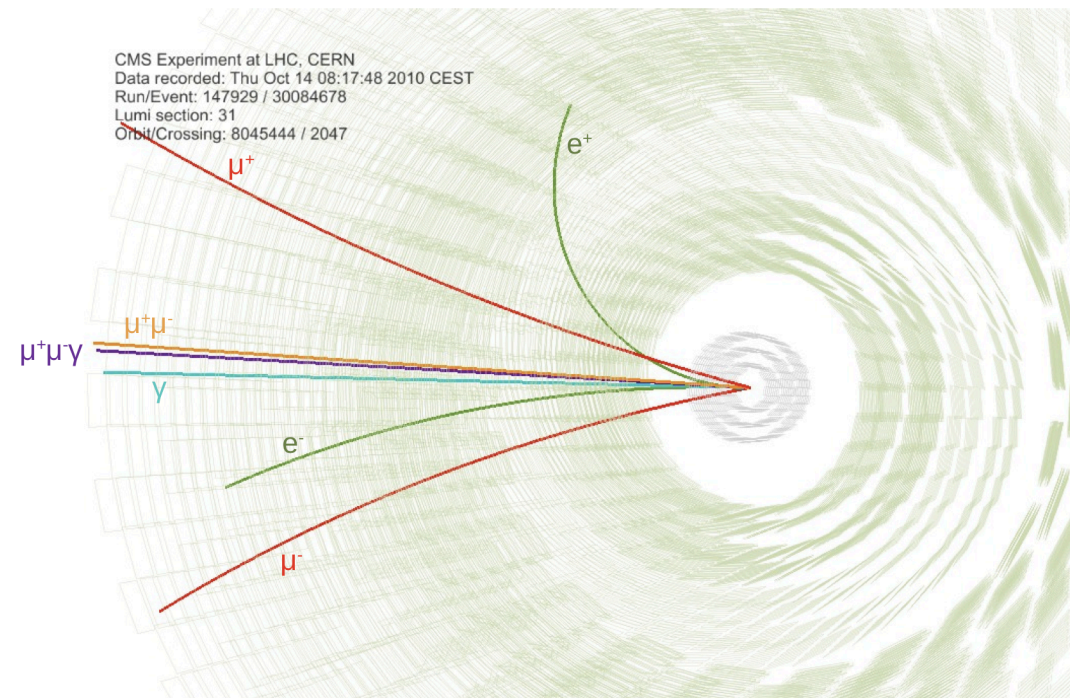 CMS Experiment at LHC, CERN
Data recorded: Thu Oct 14 08:17:48 2010 CEST
Run/Event: 147929 / 30084678
Lumi section: 31
Orbit/Crossing: 8045444 / 2047
e⁺
μ⁺
μ⁺μ⁻
μ⁺μ⁻γ
γ
e⁻
μ⁻